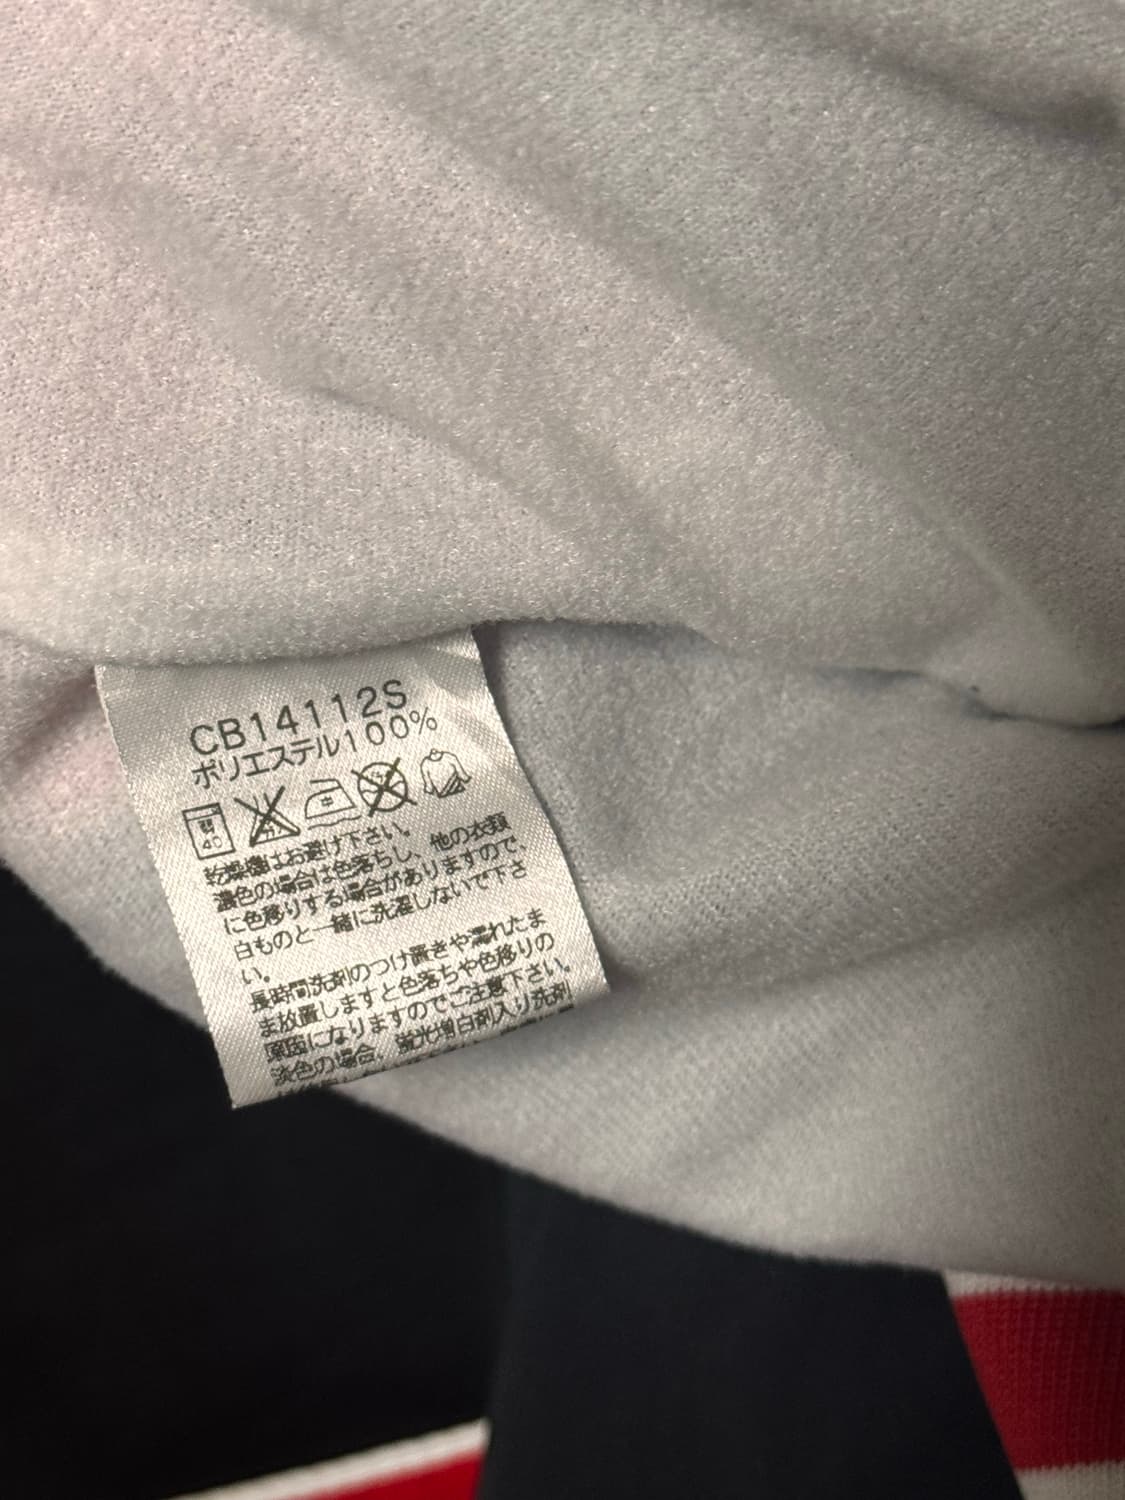 CB14112S
ポリエステル100%
40 中
乾燥機はお避け下さい。
濃色の場合は色落ちし、他の衣類
に色移りする場合がありますので、
白ものと一緒に洗濯しないで下さ
い。
長時間洗剤のつけ置きや濡れたま
ま放置しますと色落ちや色移りの
原因になりますのでご注意下さい。
淡色の場合、蛍光増白剤入り洗剤